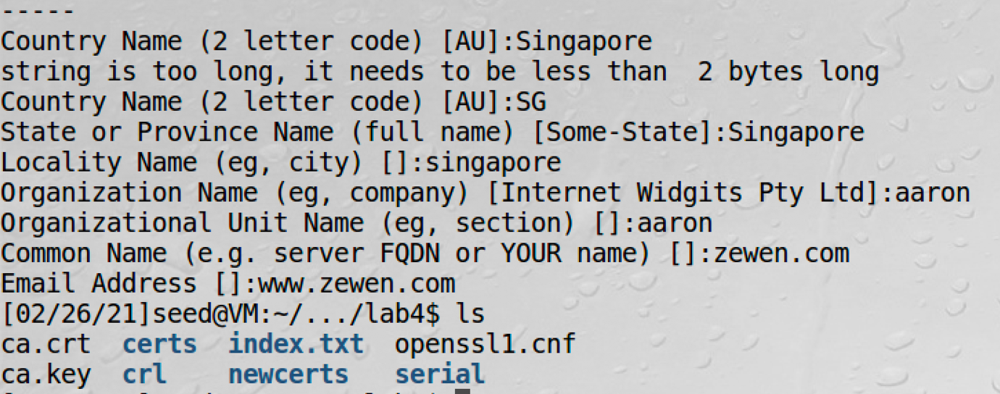 -----
Country Name (2 letter code) [AU]:Singapore
string is too long, it needs to be less than  2 bytes long
Country Name (2 letter code) [AU]:SG
State or Province Name (full name) [Some-State]:Singapore
Locality Name (eg, city) []:singapore
Organization Name (eg, company) [Internet Widgits Pty Ltd]:aaron
Organizational Unit Name (eg, section) []:aaron
Common Name (e.g. server FQDN or YOUR name) []:zewen.com
Email Address []:www.zewen.com
[02/26/21]seed@VM:~/.../lab4$ ls
ca.crt  certs  index.txt  openssl1.cnf
ca.key  crl    newcerts   serial